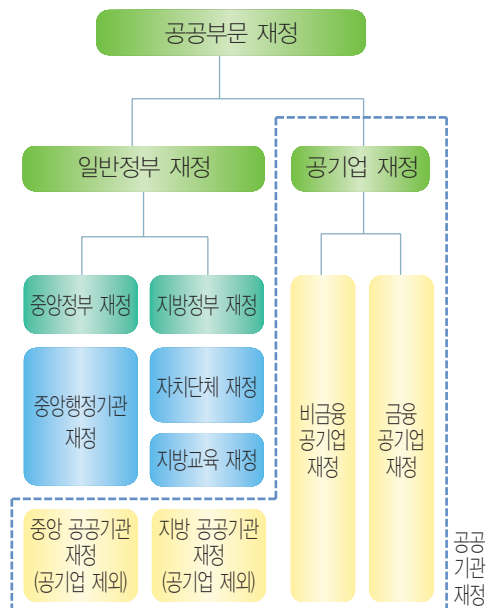 공공부문 재정
일반정부 재정
공기업 재정
중앙정부 재정
지방정부 재정
중앙행정기관
재정
자치단체 재정
지방교육 재정
비금융
공기업
재정
금융
공기업
재정
중앙 공공기관
재정
(공기업 제외)
지방 공공기관
재정
(공기업 제외)
공공
기관
재정